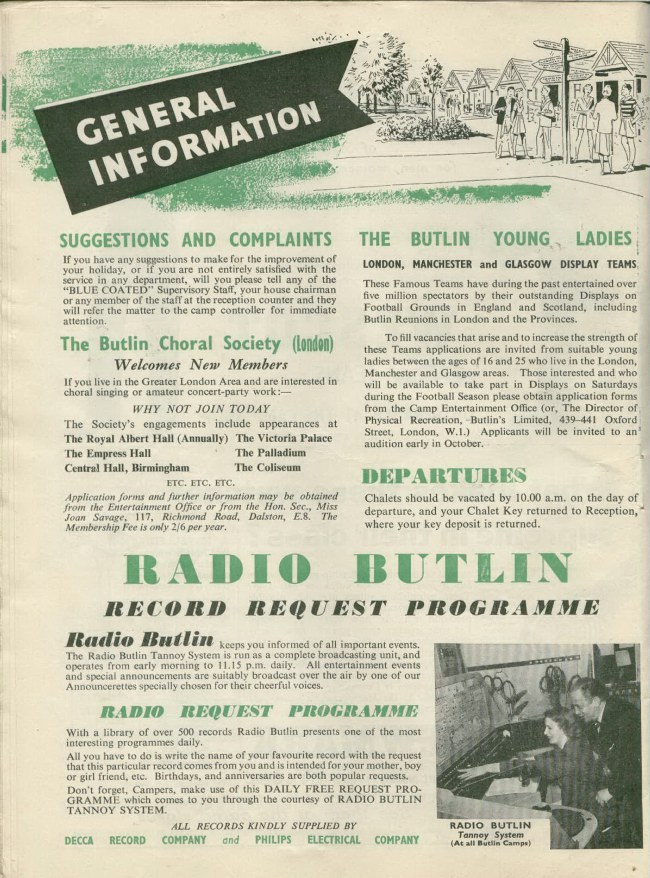 GENERAL
INFORMATION
SUGGESTIONS AND COMPLAINTS
If you have any suggestions to make for the improvement of
your holiday, or if you are not entirely satisfied with the
service in any department, will you please tell any of the
"BLUE COATED" Supervisory Staff, your house chairman
or any member of the staff at the reception counter and they
will refer the matter to the camp controller for immediate
attention.
The Butlin Choral Society (London)
Welcomes New Members
If you live in the Greater London Area and are interested in
choral singing or amateur concert-party work:—
WHY NOT JOIN TODAY
The Society's engagements include appearances at
The Royal Albert Hall (Annually) The Victoria Palace
The Empress Hall The Palladium
Central Hall, Birmingham The Coliseum
ETC. ETC. ETC.
Application forms and further information may be obtained
from the Entertainment Office or from the Hon. Sec., Miss
Joan Savage, 117, Richmond Road, Dalston, E.8. The
Membership Fee is only 2/6 per year.
THE BUTLIN YOUNG LADIES
LONDON, MANCHESTER and GLASGOW DISPLAY TEAMS
These Famous Teams have during the past entertained over
five million spectators by their outstanding Displays on
Football Grounds in England and Scotland, including
Butlin Reunions in London and the Provinces.
To fill vacancies that arise and to increase the strength of
these Teams applications are invited from suitable young
ladies between the ages of 16 and 25 who live in the London,
Manchester and Glasgow areas. Those interested and who
will be available to take part in Displays on Saturdays
during the Football Season please obtain application forms
from the Camp Entertainment Office (or, The Director of
Physical Recreation, Butlin's Limited, 439-441 Oxford
Street, London, W.1.) Applicants will be invited to an
audition early in October.
DEPARTURES
Chalets should be vacated by 10.00 a.m. on the day of
departure, and your Chalet Key returned to Reception,
where your key deposit is returned.
RADIO BUTLIN
RECORD REQUEST PROGRAMME
Radio Butlin keeps you informed of all important events.
The Radio Butlin Tannoy System is run as a complete broadcasting unit, and
operates from early morning to 11.15 p.m. daily. All entertainment events
and special announcements are suitably broadcast over the air by one of our
Announcerettes specially chosen for their cheerful voices.
RADIO REQUEST PROGRAMME
With a library of over 500 records Radio Butlin presents one of the most
interesting programmes daily.
All you have to do is write the name of your favourite record with the request
that this particular record comes from you and is intended for your mother, boy
or girl friend, etc. Birthdays, and anniversaries are both popular requests.
Don't forget, Campers, make use of this DAILY FREE REQUEST PRO-
GRAMME which comes to you through the courtesy of RADIO BUTLIN
TANNOY SYSTEM.
ALL RECORDS KINDLY SUPPLIED BY
DECCA RECORD COMPANY and PHILIPS ELECTRICAL COMPANY
RADIO BUTLIN
Tannoy System
(At all Butlin Camps)